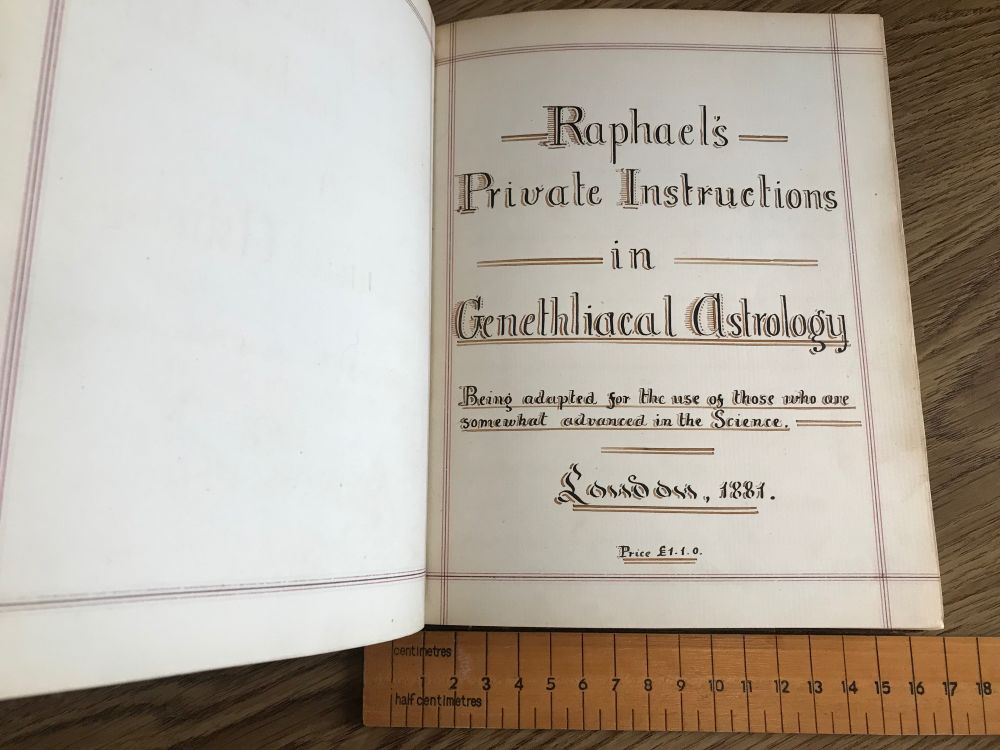 Raphael's
Private Instructions
in
Genethliacal Astrology
Being adapted for the use of those who are
somewhat advanced in the Science.
London, 1881.
Price £1.1.0.
centimetres
1 2 3 4 5 6 7 8 9 10 11 12 13 14 15 16 17 18
half centimetres